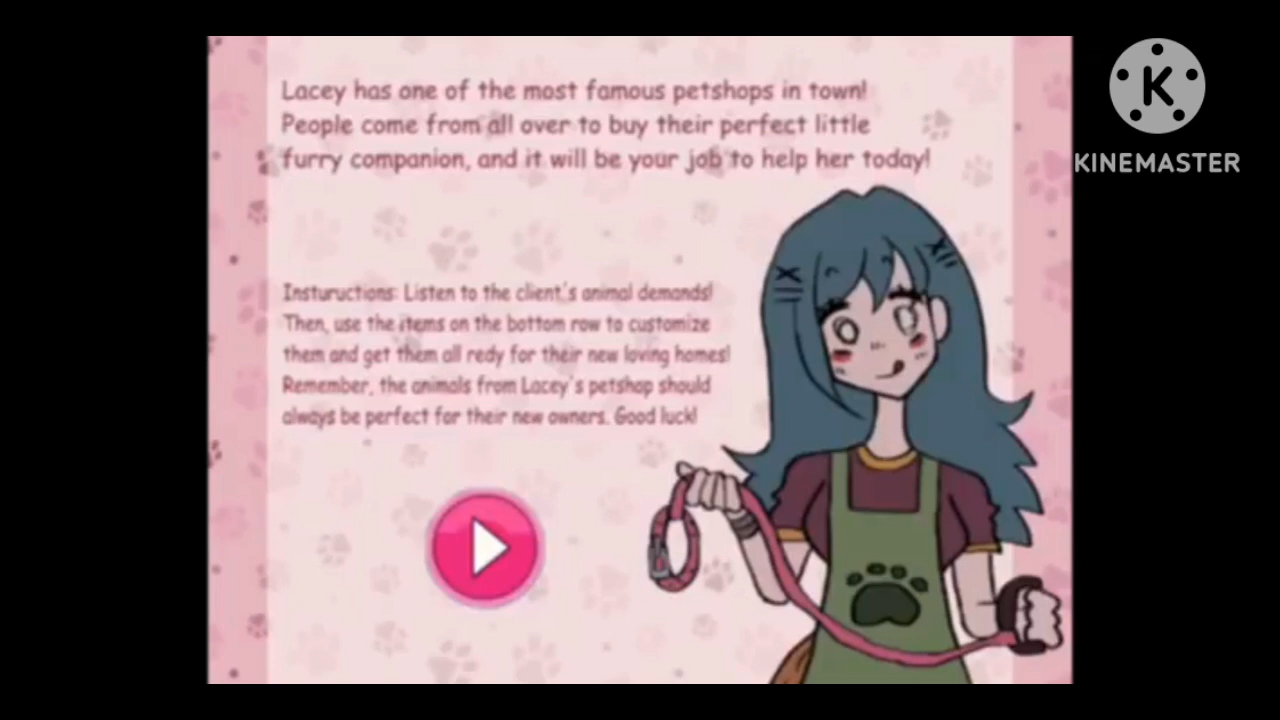 Lacey has one of the most famous petshops in town!
People come from all over to buy their perfect little
furry companion, and it will be your job to help her today!
Instuructions: Listen to the client's animal demands!
Then, use the items on the bottom row to customize
them and get them all redy for their new loving homes!
Remember, the animals from Lacey's petshop should
always be perfect for their new owners. Good luck!
K
KINEMASTER